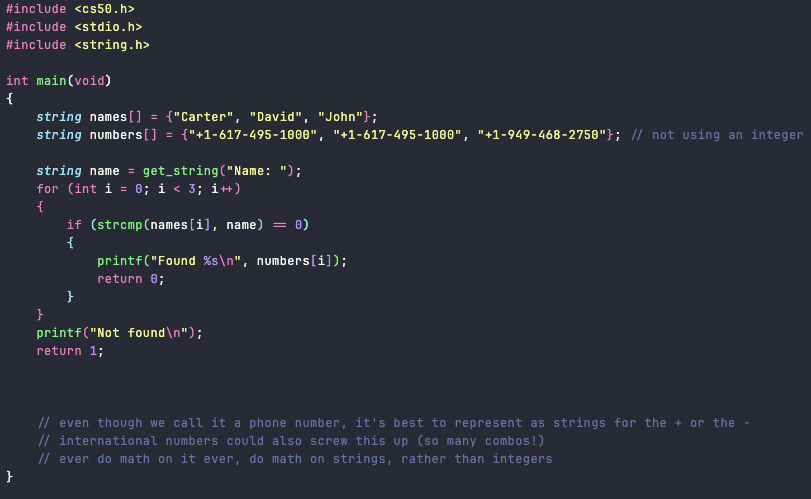 #include <cs50.h>
#include <stdio.h>
#include <string.h>
int main(void)
{
string names[] = {"Carter", "David", "John"};
string numbers[] = {"+1-617-495-1000", "+1-617-495-1000", "+1-949-468-2750"}; // not using an integer
string name = get_string("Name: ");
for (int i = 0; i < 3; i++)
{
if (strcmp(names[i], name) == 0)
{
printf("Found %s\n", numbers[i]);
return 0;
}
}
printf("Not found\n");
return 1;
// even though we call it a phone number, it's best to represent as strings for the + or the -
// international numbers could also screw this up (so many combos!)
// ever do math on it ever, do math on strings, rather than integers
}